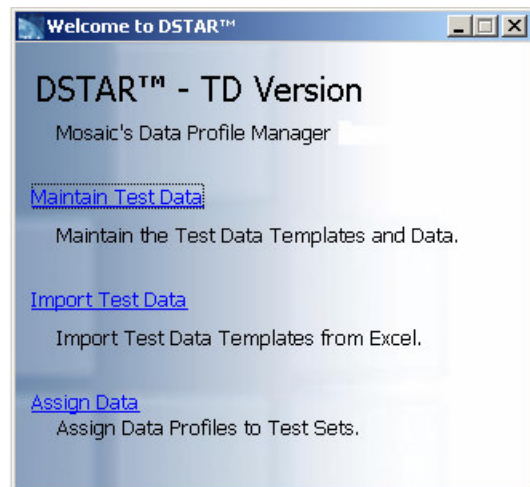 Welcome to DSTAR™
DSTAR™ - TD Version
Mosaic's Data Profile Manager
Maintain Test Data
Maintain the Test Data Templates and Data.
Import Test Data
Import Test Data Templates from Excel.
Assign Data
Assign Data Profiles to Test Sets.